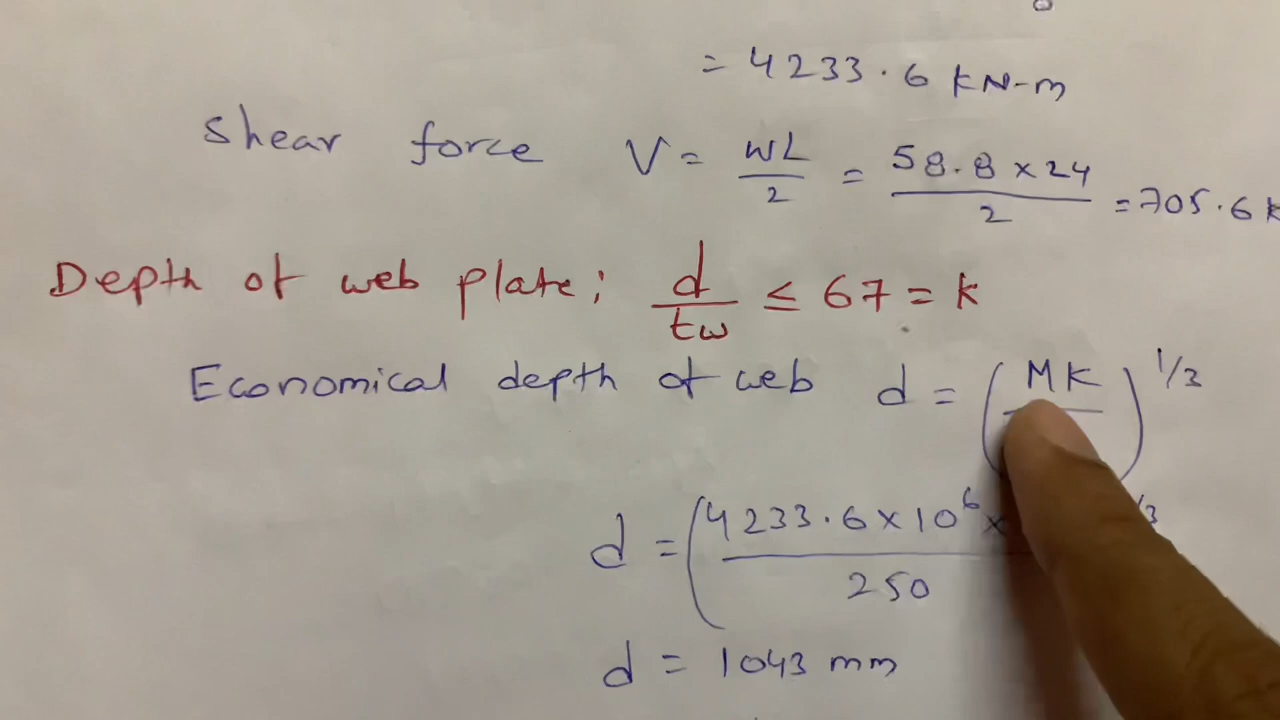 = 4233.6 kN-m
Shear force V = wL/2 = 58.8 x 24/2 = 705.6 k
Depth of web plate; d/tw ≤ 67 = k
Economical depth of web d = (MK/ )^1/3
d = (4233.6 x 10^6 x /250 /3
d = 1043 mm